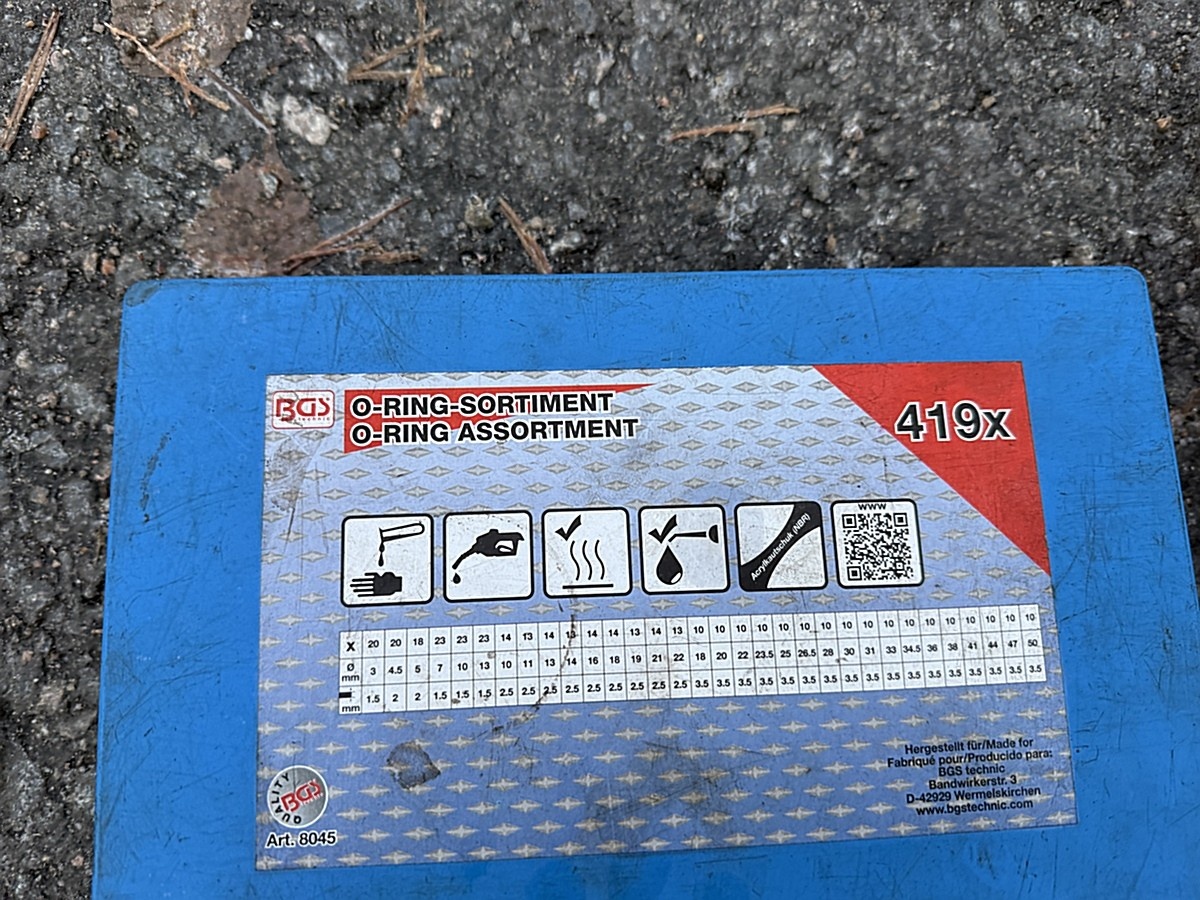 BGS
technic
O-RING-SORTIMENT
O-RING ASSORTMENT
419x
Acrylkautschuk (NBR)
WWW
X 20 20 18 23 23 23 14 13 14 13 14 14 13 14 13 10 10 10 10 10 10 10 10 10 10 10 10 10 10 10 10 10
Ø mm 3 4.5 5 7 10 13 10 11 13 14 16 18 19 21 22 18 20 22 23.5 25 26.5 28 30 31 33 34.5 36 38 41 44 47 50
mm 1.5 2 2 1.5 1.5 1.5 2.5 2.5 2.5 2.5 2.5 2.5 2.5 2.5 2.5 3.5 3.5 3.5 3.5 3.5 3.5 3.5 3.5 3.5 3.5 3.5 3.5 3.5 3.5 3.5 3.5 3.5
Hergestellt für/Made for
Fabriqué pour/Producido para:
BGS technic
Bandwirkerstr. 3
D-42929 Wermelskirchen
www.bgstechnic.com
QUALITY
BGS
Art. 8045